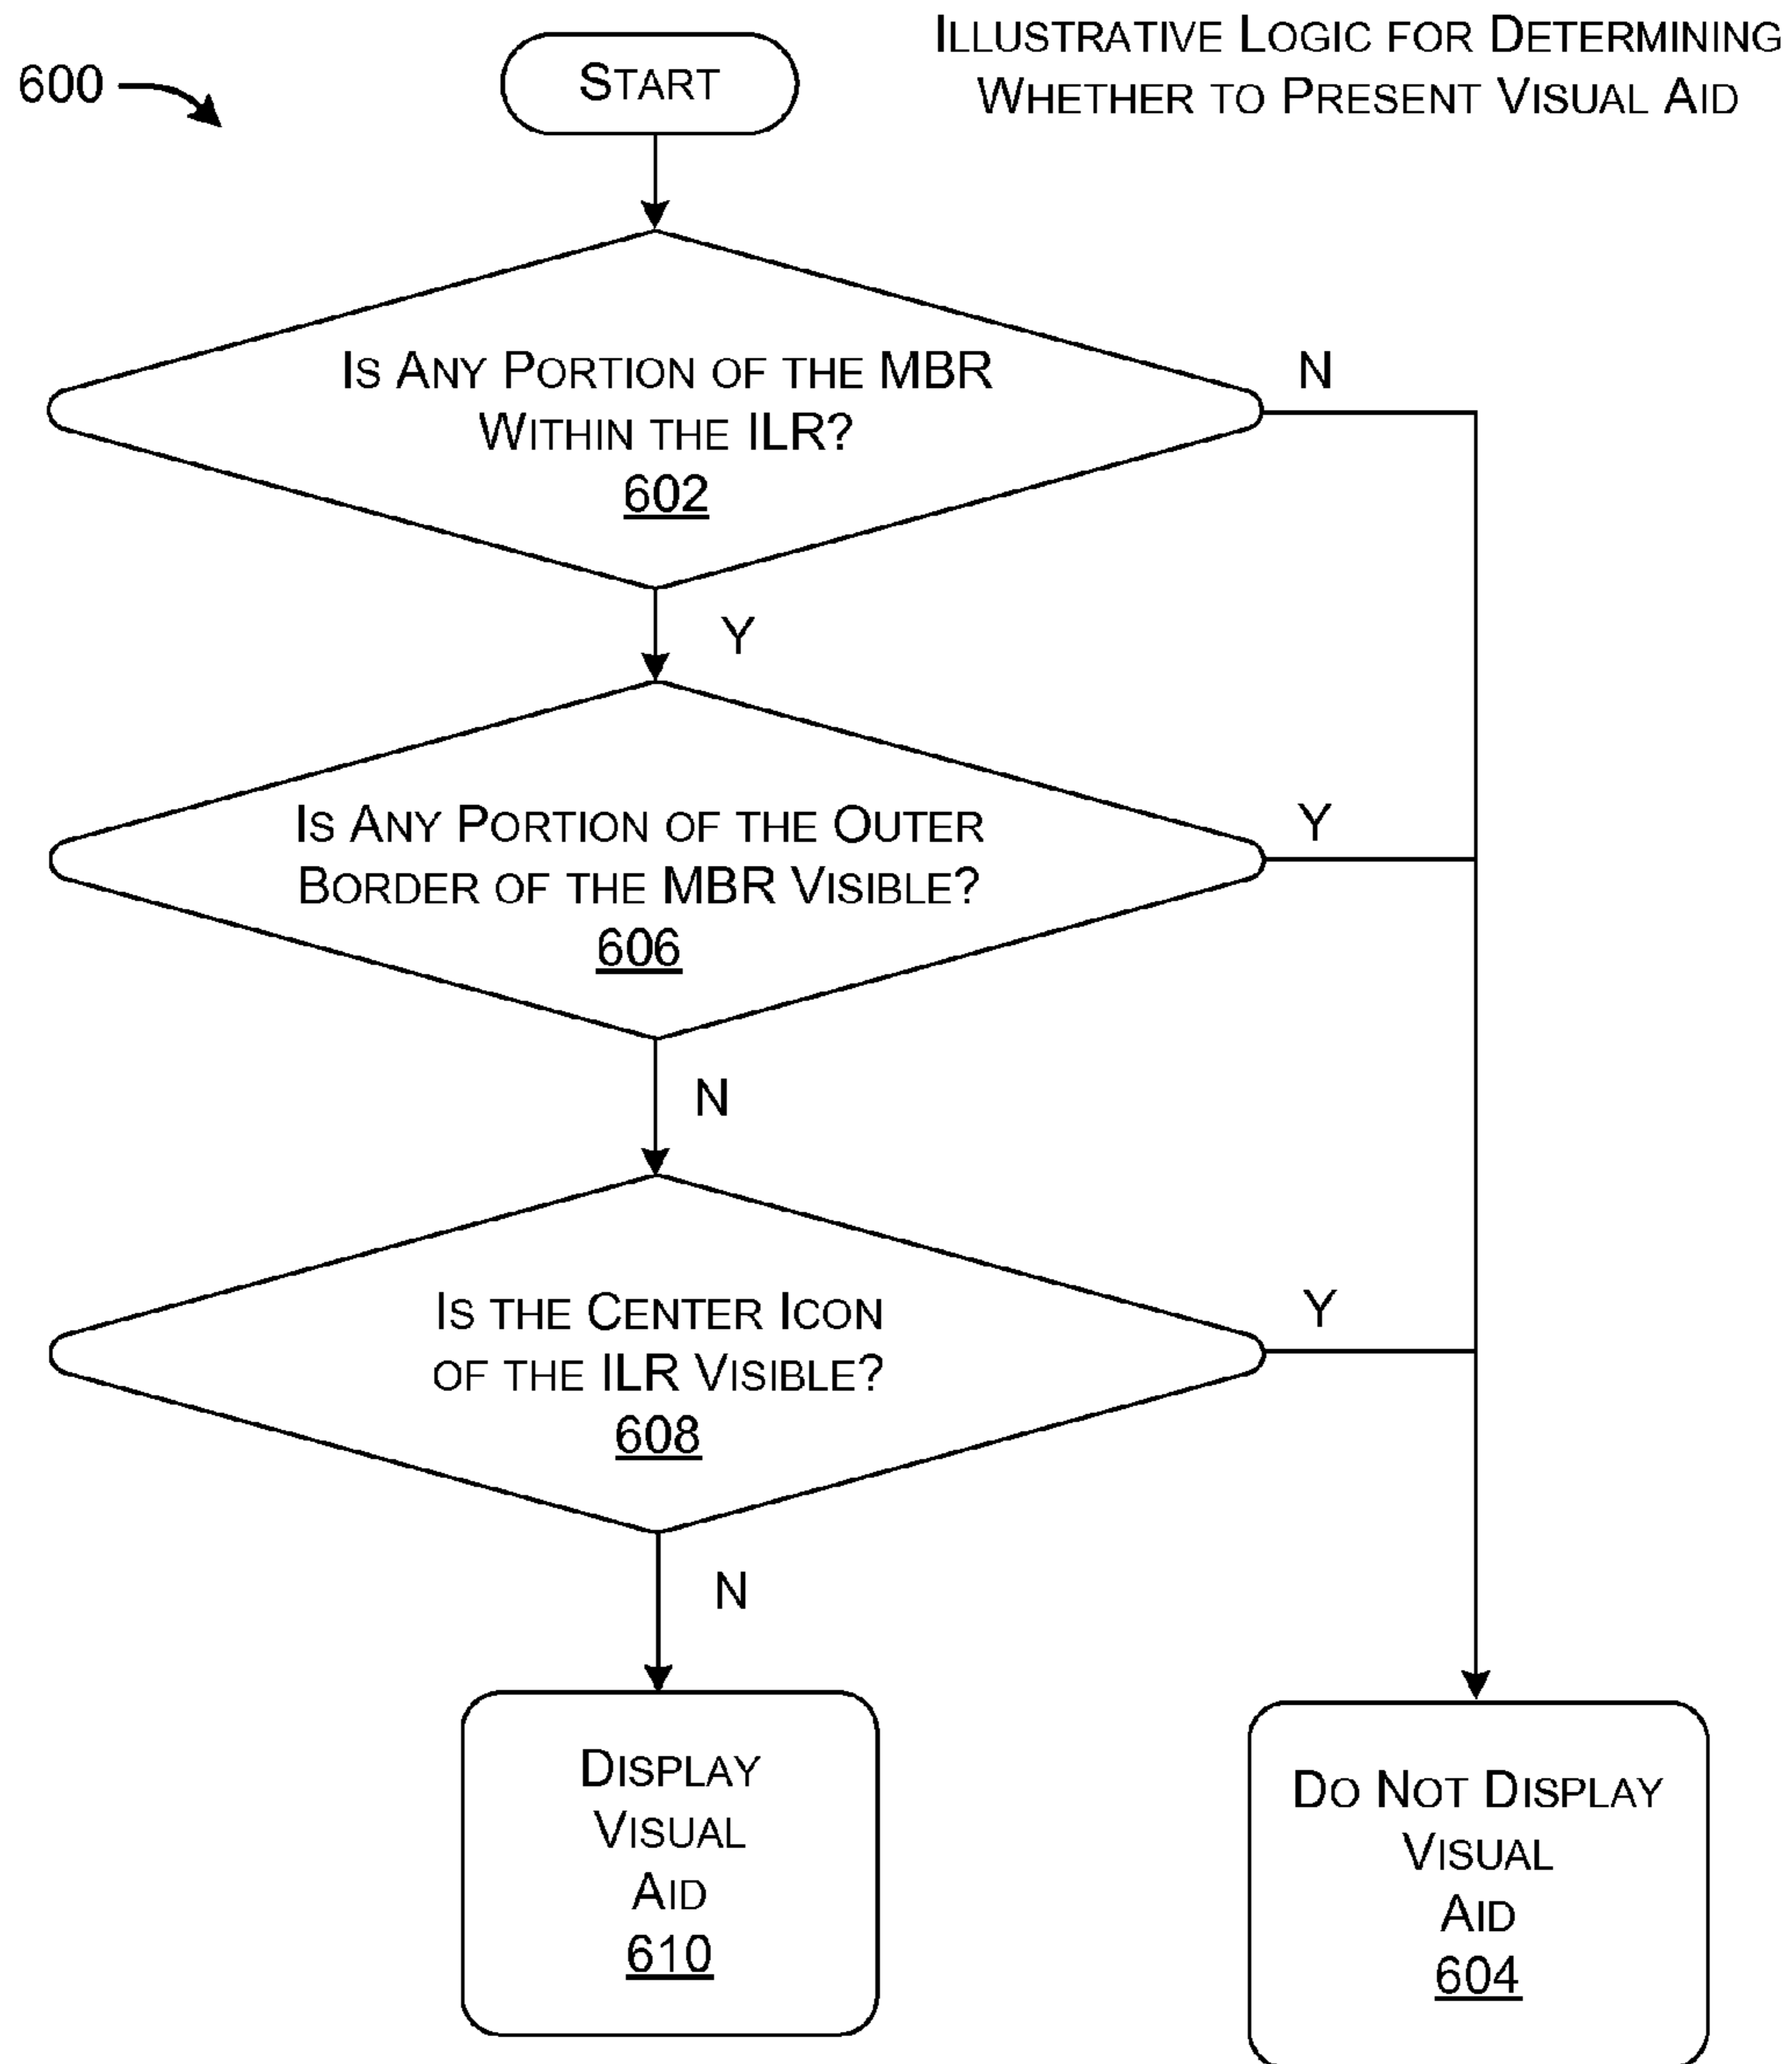 600
START
ILLUSTRATIVE LOGIC FOR DETERMINING
WHETHER TO PRESENT VISUAL AID
IS ANY PORTION OF THE MBR
WITHIN THE ILR?
602
N
Y
IS ANY PORTION OF THE OUTER
BORDER OF THE MBR VISIBLE?
606
Y
N
IS THE CENTER ICON
OF THE ILR VISIBLE?
608
Y
N
DISPLAY
VISUAL
AID
610
DO NOT DISPLAY
VISUAL
AID
604